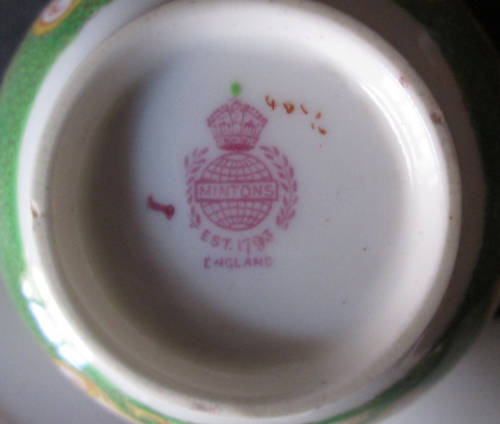 MINTONS
EST. 1793
ENGLAND